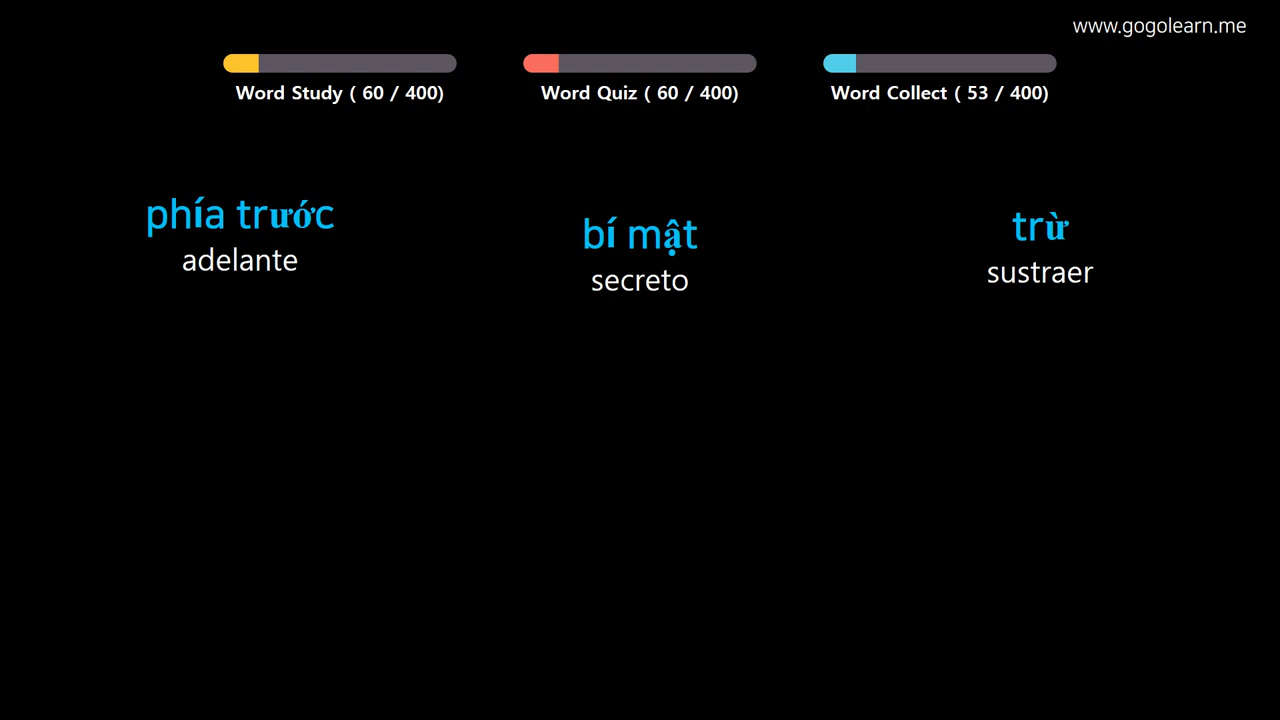 www.gogolearn.me
Word Study ( 60 / 400)
Word Quiz ( 60 / 400)
Word Collect ( 53 / 400)
phía trước
adelante
bí mật
secreto
trừ
sustraer